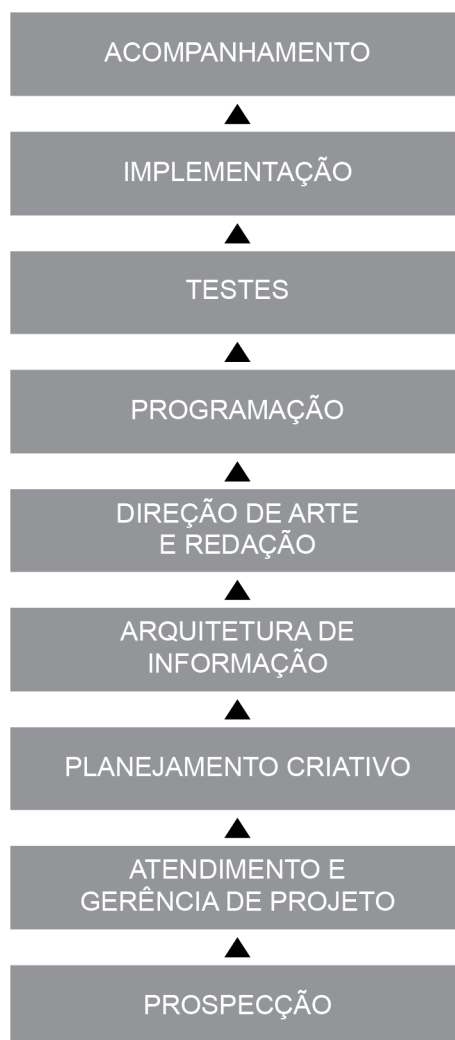 ACOMPANHAMENTO
IMPLEMENTAÇÃO
TESTES
PROGRAMAÇÃO
DIREÇÃO DE ARTE
E REDAÇÃO
ARQUITETURA DE
INFORMAÇÃO
PLANEJAMENTO CRIATIVO
ATENDIMENTO E
GERÊNCIA DE PROJETO
PROSPECÇÃO